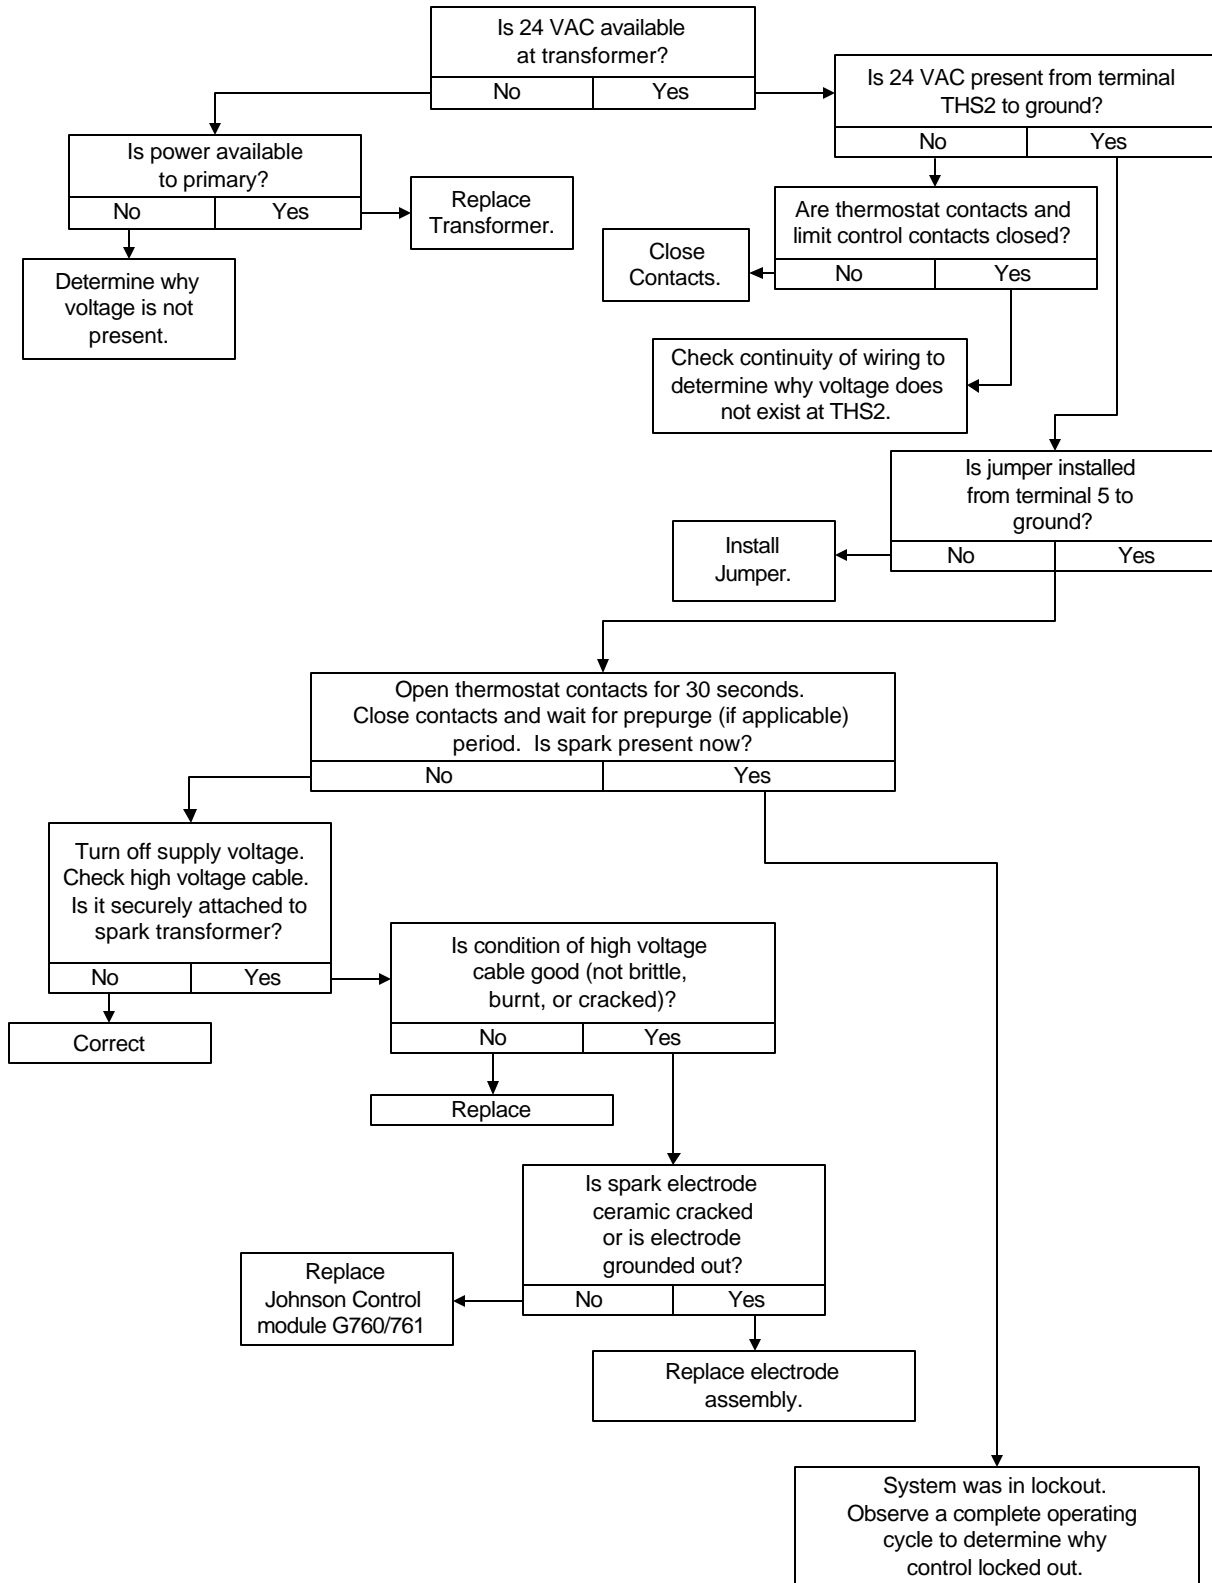 Is 24 VAC available
at transformer?
No
Yes
Is 24 VAC present from terminal
THS2 to ground?
No
Yes
Is power available
to primary?
No
Yes
Replace
Transformer.
Determine why
voltage is not
present.
Are thermostat contacts and
limit control contacts closed?
No
Yes
Close
Contacts.
Check continuity of wiring to
determine why voltage does
not exist at THS2.
Is jumper installed
from terminal 5 to
ground?
No
Yes
Install
Jumper.
Open thermostat contacts for 30 seconds.
Close contacts and wait for prepurge (if applicable)
period. Is spark present now?
No
Yes
Turn off supply voltage.
Check high voltage cable.
Is it securely attached to
spark transformer?
No
Yes
Correct
Is condition of high voltage
cable good (not brittle,
burnt, or cracked)?
No
Yes
Replace
Is spark electrode
ceramic cracked
or is electrode
grounded out?
No
Yes
Replace
Johnson Control
module G760/761
Replace electrode
assembly.
System was in lockout.
Observe a complete operating
cycle to determine why
control locked out.